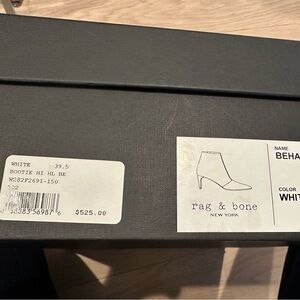 WHITE 39.5
BOOTIE HI HL BE
W282F2691-150
$525.00
rag & bone
NEW YORK
NAME
BEHA
COLOR
WHIT